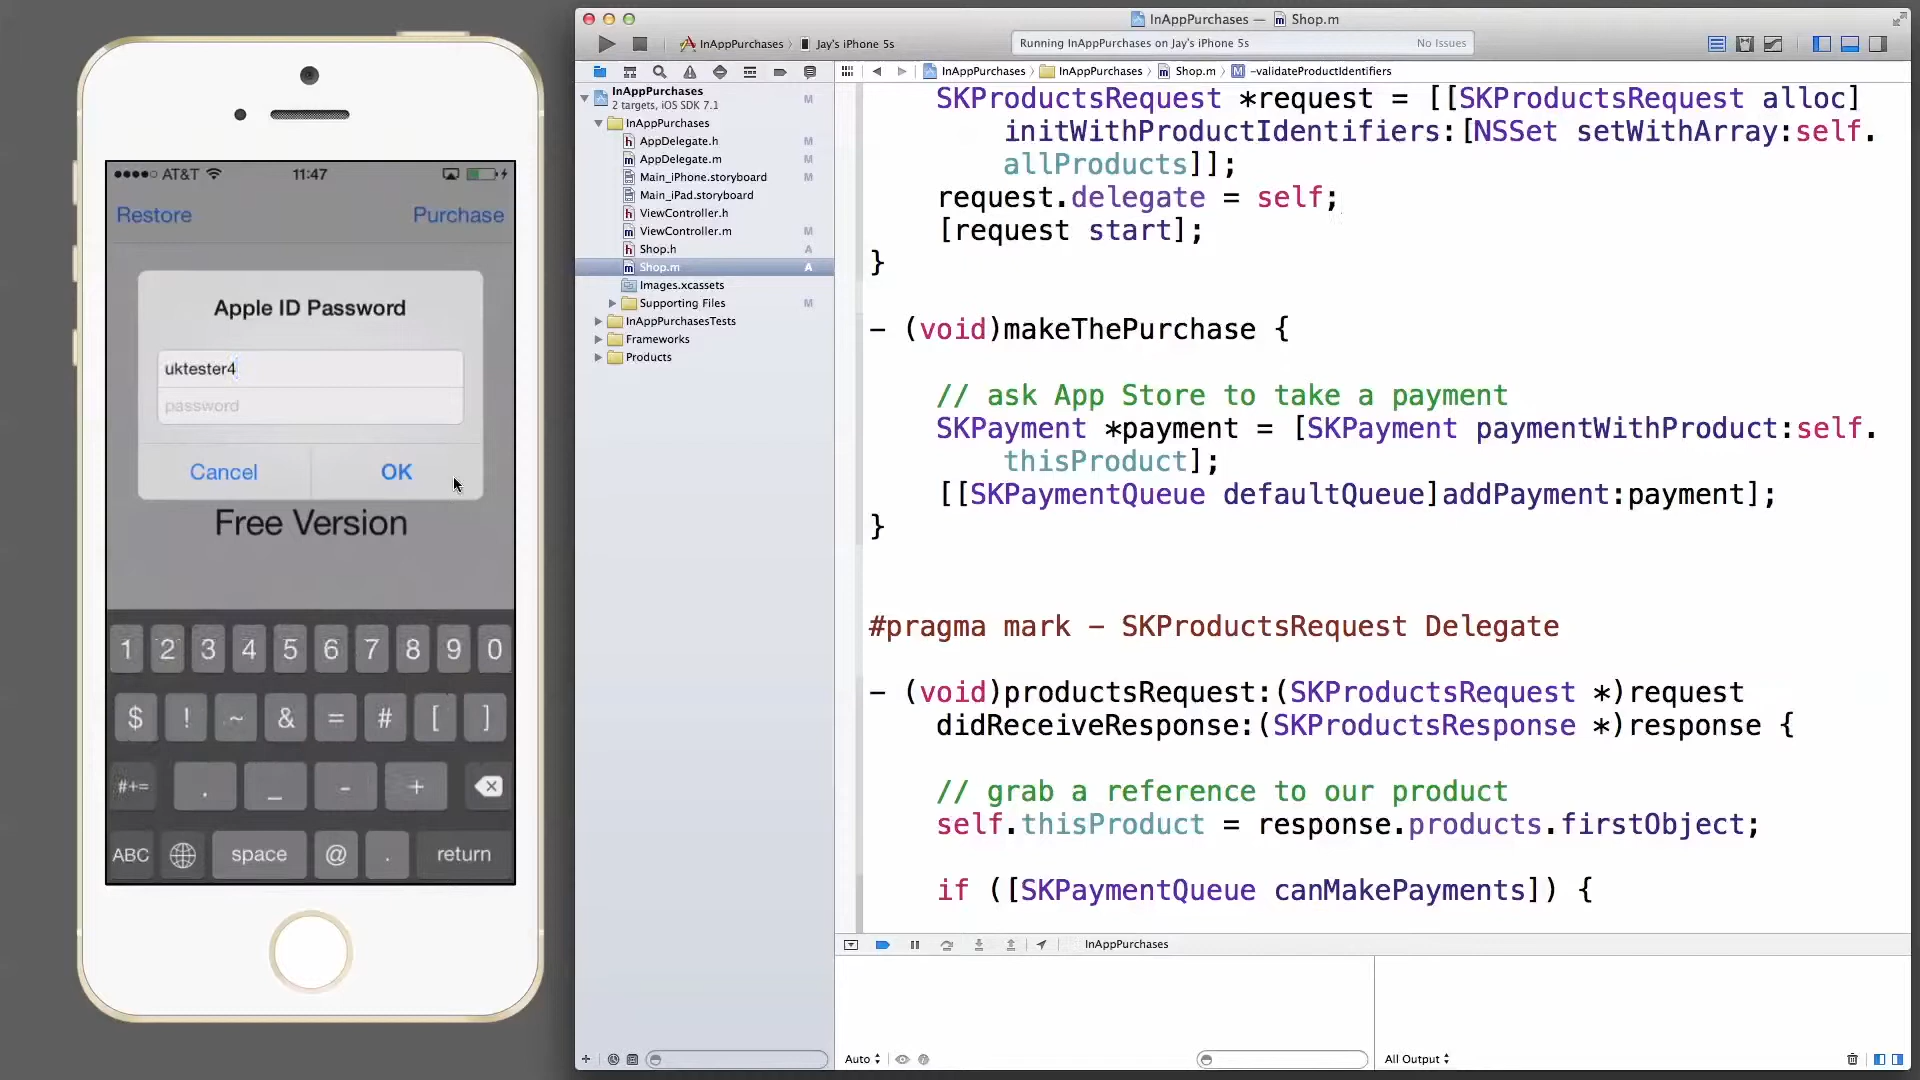 ●●●●○ AT&T 11:47
Restore Purchase
Apple ID Password
uktester4
password
Cancel OK
Free Version
1 2 3 4 5 6 7 8 9 0
$ ! ~ & = # [ ]
#+= . _ - +
ABC space @ . return
InAppPurchases — Shop.m
InAppPurchases Jay's iPhone 5s
Running InAppPurchases on Jay's iPhone 5s No Issues
InAppPurchases InAppPurchases Shop.m -validateProductIdentifiers
InAppPurchases M
2 targets, iOS SDK 7.1
InAppPurchases
AppDelegate.h M
AppDelegate.m M
Main_iPhone.storyboard M
Main_iPad.storyboard
ViewController.h
ViewController.m M
Shop.h A
Shop.m A
Images.xcassets
Supporting Files M
InAppPurchasesTests
Frameworks
Products
SKProductsRequest *request = [[SKProductsRequest alloc]
initWithProductIdentifiers:[NSSet setWithArray:self.
allProducts]];
request.delegate = self;
[request start];
}
- (void)makeThePurchase {
// ask App Store to take a payment
SKPayment *payment = [SKPayment paymentWithProduct:self.
thisProduct];
[[SKPaymentQueue defaultQueue]addPayment:payment];
}
#pragma mark - SKProductsRequest Delegate
- (void)productsRequest:(SKProductsRequest *)request
didReceiveResponse:(SKProductsResponse *)response {
// grab a reference to our product
self.thisProduct = response.products.firstObject;
if ([SKPaymentQueue canMakePayments]) {
InAppPurchases
Auto All Output